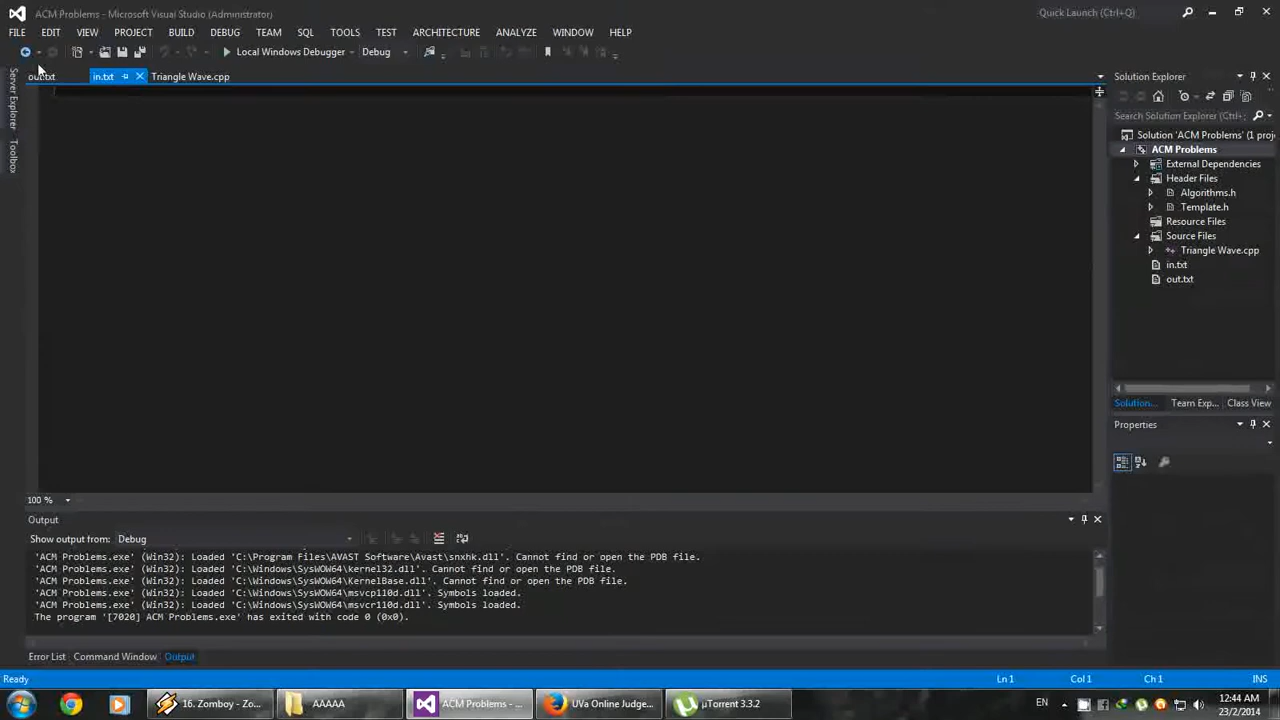 ACM Problems - Microsoft Visual Studio (Administrator)
Quick Launch (Ctrl+Q)
FILE EDIT VIEW PROJECT BUILD DEBUG TEAM SQL TOOLS TEST ARCHITECTURE ANALYZE WINDOW HELP
Local Windows Debugger Debug
out.txt in.txt Triangle Wave.cpp
Server Explorer
Toolbox
Solution Explorer
Search Solution Explorer (Ctrl+;
Solution 'ACM Problems' (1 proj
ACM Problems
External Dependencies
Header Files
Algorithms.h
Template.h
Resource Files
Source Files
Triangle Wave.cpp
in.txt
out.txt
Solution... Team Exp... Class View
Properties
100 %
Output
Show output from: Debug
'ACM Problems.exe' (Win32): Loaded 'C:\Program Files\AVAST Software\Avast\snxhk.dll'. Cannot find or open the PDB file.
'ACM Problems.exe' (Win32): Loaded 'C:\Windows\SysWOW64\kernel32.dll'. Cannot find or open the PDB file.
'ACM Problems.exe' (Win32): Loaded 'C:\Windows\SysWOW64\KernelBase.dll'. Cannot find or open the PDB file.
'ACM Problems.exe' (Win32): Loaded 'C:\Windows\SysWOW64\msvcp110d.dll'. Symbols loaded.
'ACM Problems.exe' (Win32): Loaded 'C:\Windows\SysWOW64\msvcr110d.dll'. Symbols loaded.
The program '[7020] ACM Problems.exe' has exited with code 0 (0x0).
Error List Command Window Output
Ready Ln 1 Col 1 Ch 1 INS
16. Zomboy - Zo... AAAAA ACM Problems - ... UVa Online Judge... µTorrent 3.3.2 EN
12:44 AM
23/2/2014